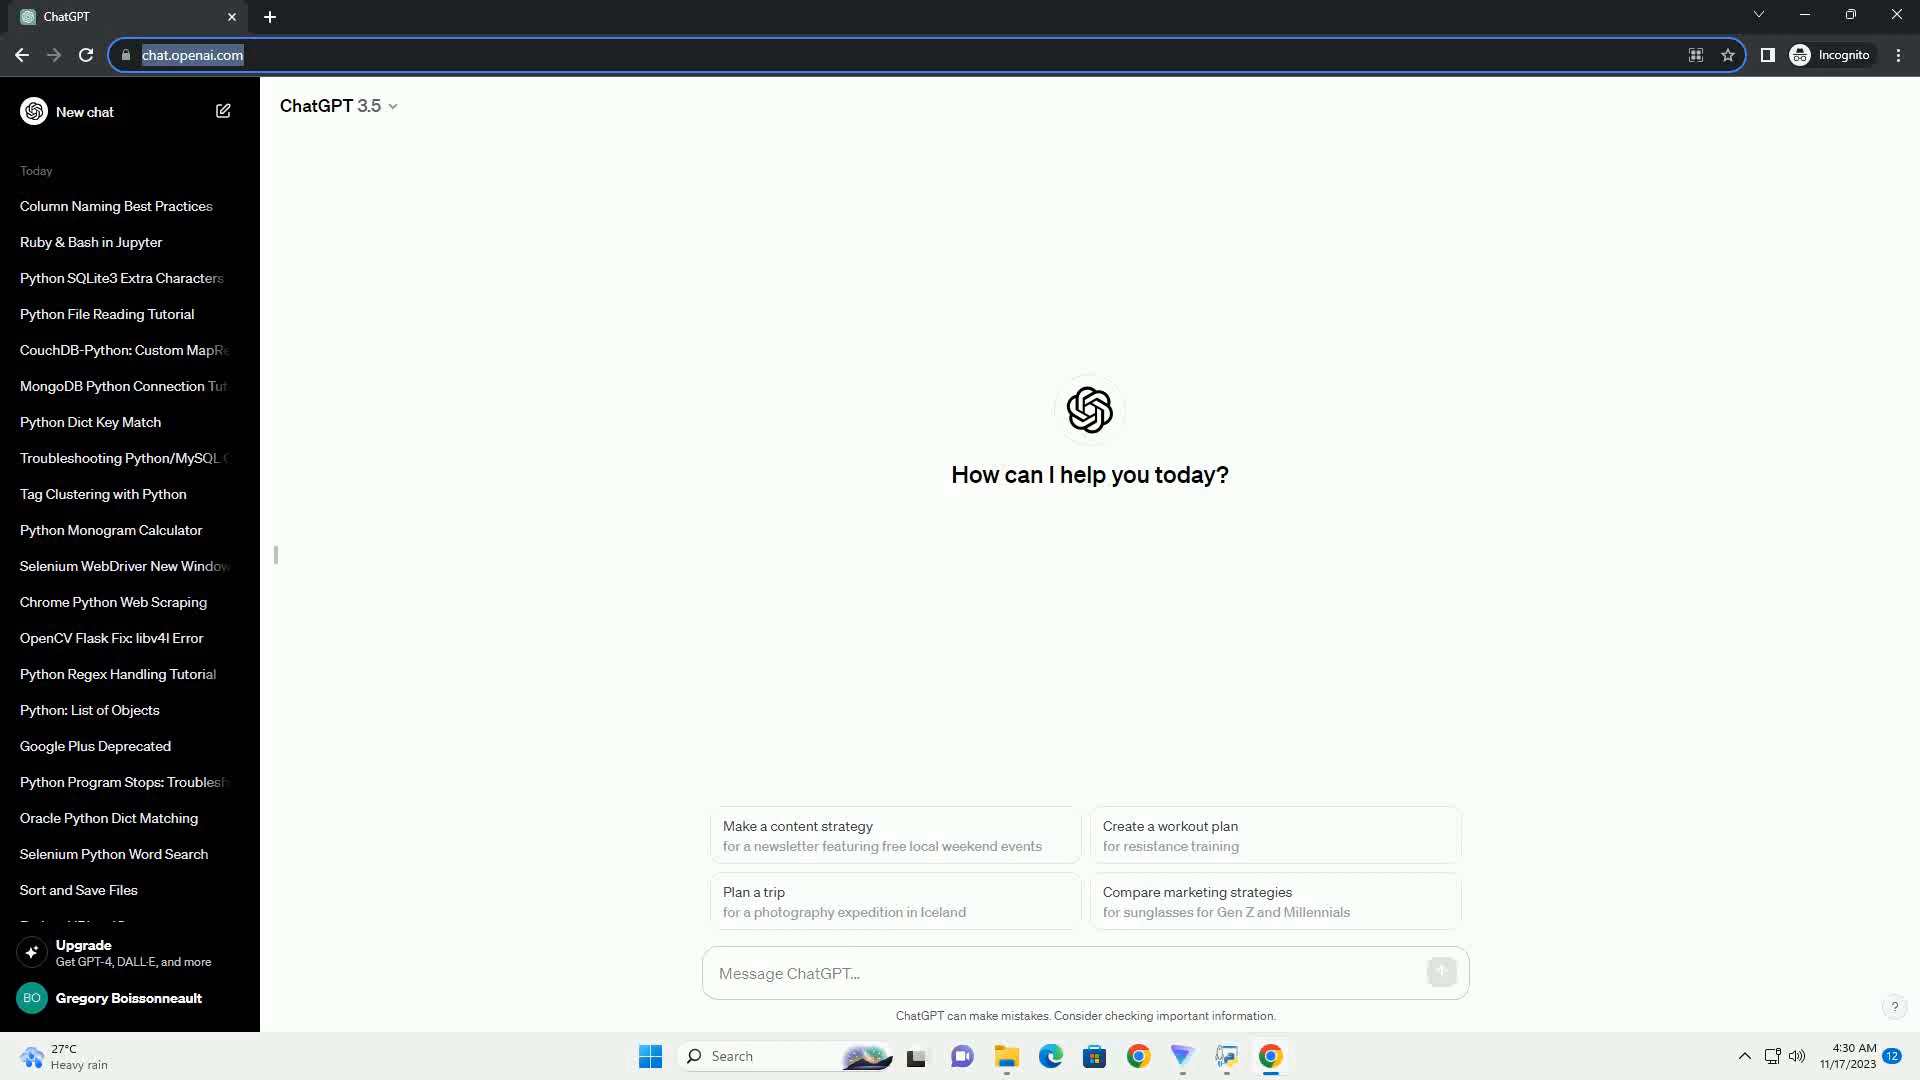 ChatGPT
chat.openai.com
Incognito
New chat
ChatGPT 3.5
Today
Column Naming Best Practices
Ruby & Bash in Jupyter
Python SQLite3 Extra Characters
Python File Reading Tutorial
CouchDB-Python: Custom MapRe
MongoDB Python Connection Tut
Python Dict Key Match
Troubleshooting Python/MySQL C
Tag Clustering with Python
Python Monogram Calculator
Selenium WebDriver New Window
Chrome Python Web Scraping
OpenCV Flask Fix: libv4l Error
Python Regex Handling Tutorial
Python: List of Objects
Google Plus Deprecated
Python Program Stops: Troublesh
Oracle Python Dict Matching
Selenium Python Word Search
Sort and Save Files
Upgrade
Get GPT-4, DALL·E, and more
BO
Gregory Boissonneault
How can I help you today?
Make a content strategy
for a newsletter featuring free local weekend events
Create a workout plan
for resistance training
Plan a trip
for a photography expedition in Iceland
Compare marketing strategies
for sunglasses for Gen Z and Millennials
Message ChatGPT...
ChatGPT can make mistakes. Consider checking important information.
?
27°C
Heavy rain
Search
4:30 AM
11/17/2023
12